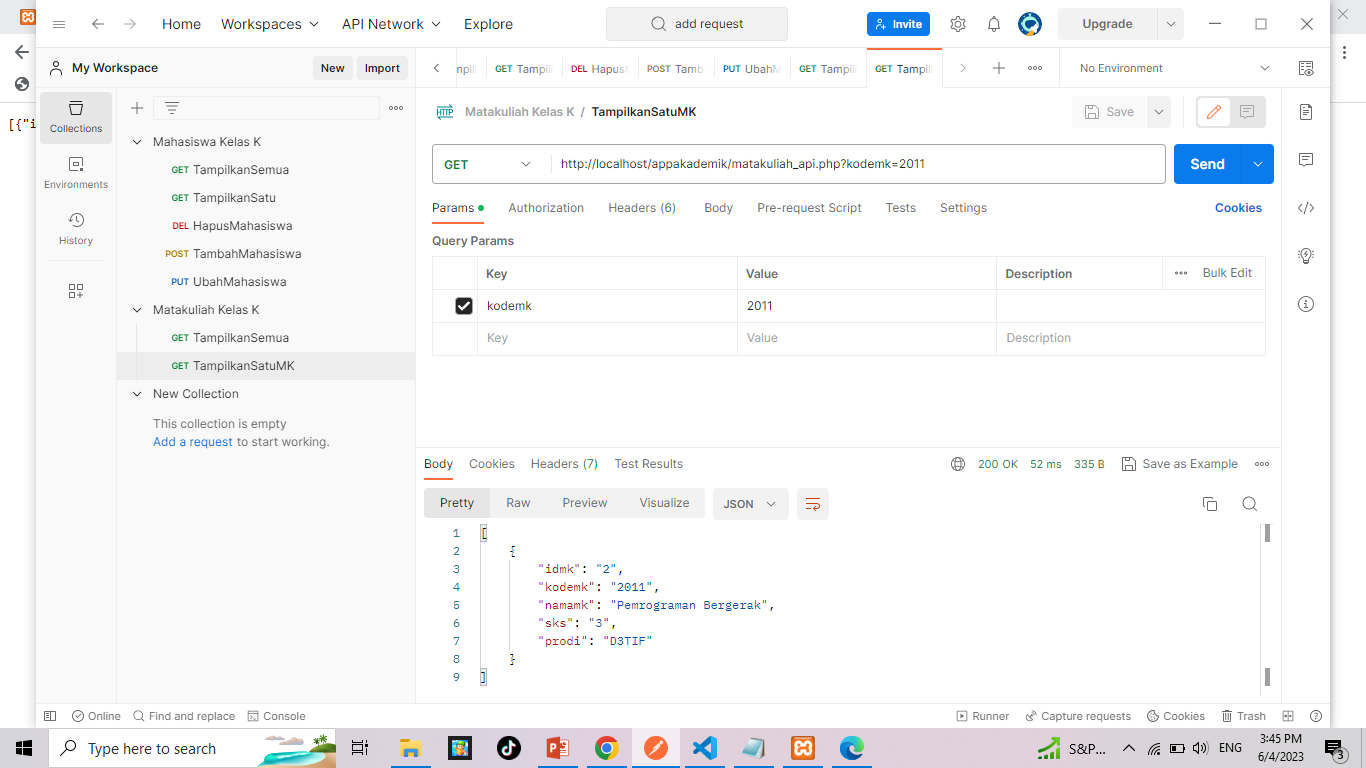 Home Workspaces API Network Explore add request Invite Upgrade
My Workspace New Import GET Tampil DEL Hapus POST Tamb PUT UbahM GET Tampil GET Tampil No Environment
[{"i
Collections
Environments
History
Mahasiswa Kelas K
GET TampilkanSemua
GET TampilkanSatu
DEL HapusMahasiswa
POST TambahMahasiswa
PUT UbahMahasiswa
Matakuliah Kelas K
GET TampilkanSemua
GET TampilkanSatuMK
New Collection
This collection is empty
Add a request to start working.
HTTP Matakuliah Kelas K / TampilkanSatuMK Save
GET http://localhost/appakademik/matakuliah_api.php?kodemk=2011 Send
Params Authorization Headers (6) Body Pre-request Script Tests Settings Cookies
Query Params
Key Value Description Bulk Edit
kodemk 2011
Key Value Description
Body Cookies Headers (7) Test Results 200 OK 52 ms 335 B Save as Example
Pretty Raw Preview Visualize JSON
1 [
2 {
3 "idmk": "2",
4 "kodemk": "2011",
5 "namamk": "Pemrograman Bergerak",
6 "sks": "3",
7 "prodi": "D3TIF"
8 }
9 ]
Online Find and replace Console Runner Capture requests Cookies Trash
Type here to search S&P... ENG 3:45 PM
6/4/2023 3